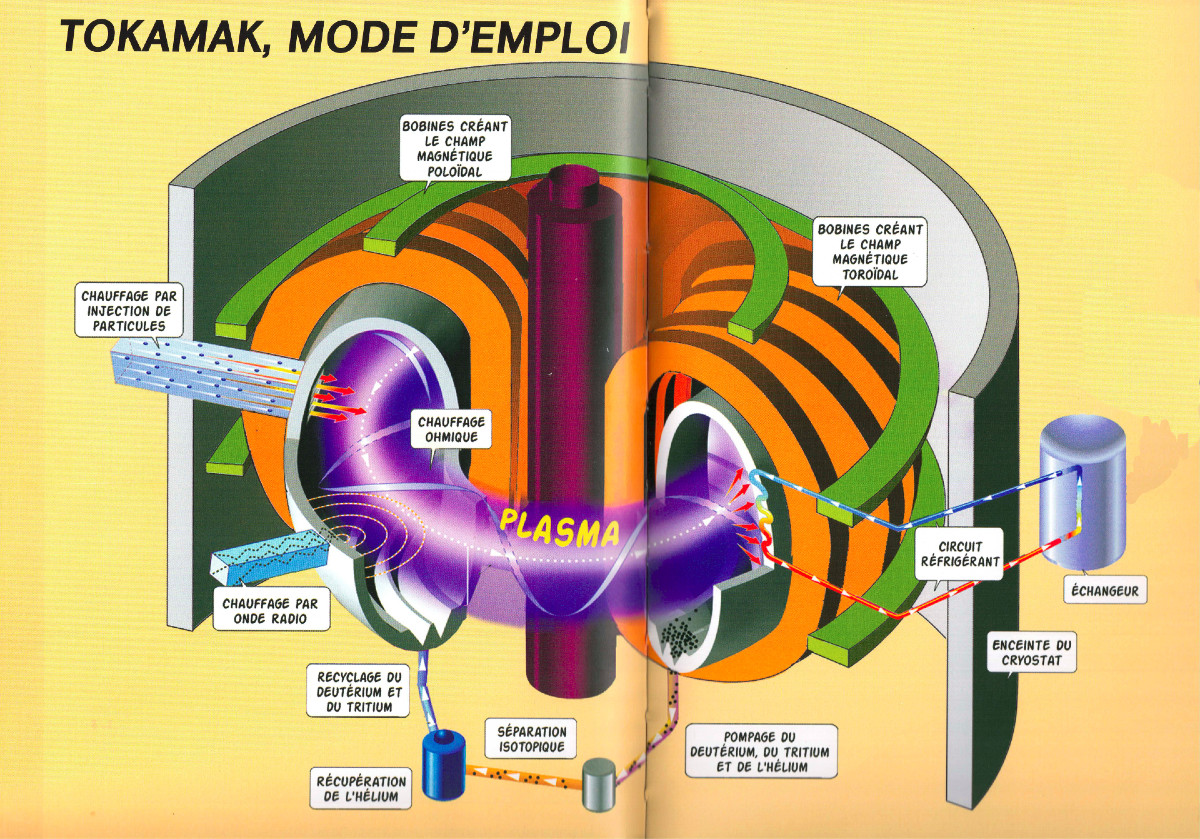 TOKAMAK, MODE D'EMPLOI
BOBINES CRÉANT
LE CHAMP
MAGNÉTIQUE
POLOÏDAL
BOBINES CRÉANT
LE CHAMP
MAGNÉTIQUE
TOROÏDAL
CHAUFFAGE PAR
INJECTION DE
PARTICULES
CHAUFFAGE
OHMIQUE
PLASMA
CIRCUIT
RÉFRIGÉRANT
ÉCHANGEUR
CHAUFFAGE PAR
ONDE RADIO
ENCEINTE DU
CRYOSTAT
RECYCLAGE DU
DEUTÉRIUM ET
DU TRITIUM
SÉPARATION
ISOTOPIQUE
POMPAGE DU
DEUTÉRIUM, DU TRITIUM
ET DE L'HÉLIUM
RÉCUPÉRATION
DE L'HÉLIUM